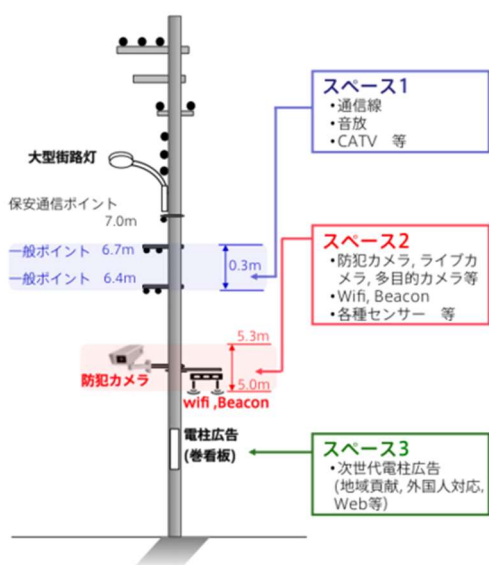 大型街路灯
保安通信ポイント
7.0m
一般ポイント 6.7m
一般ポイント 6.4m
0.3m
防犯カメラ
5.3m
5.0m
wifi ,Beacon
電柱広告
(巻看板)
スペース1
・通信線
・音放
・CATV 等
スペース2
・防犯カメラ, ライブカ
メラ, 多目的カメラ等
・Wifi, Beacon
・各種センサー 等
スペース3
・次世代電柱広告
(地域貢献, 外国人対応,
Web等)